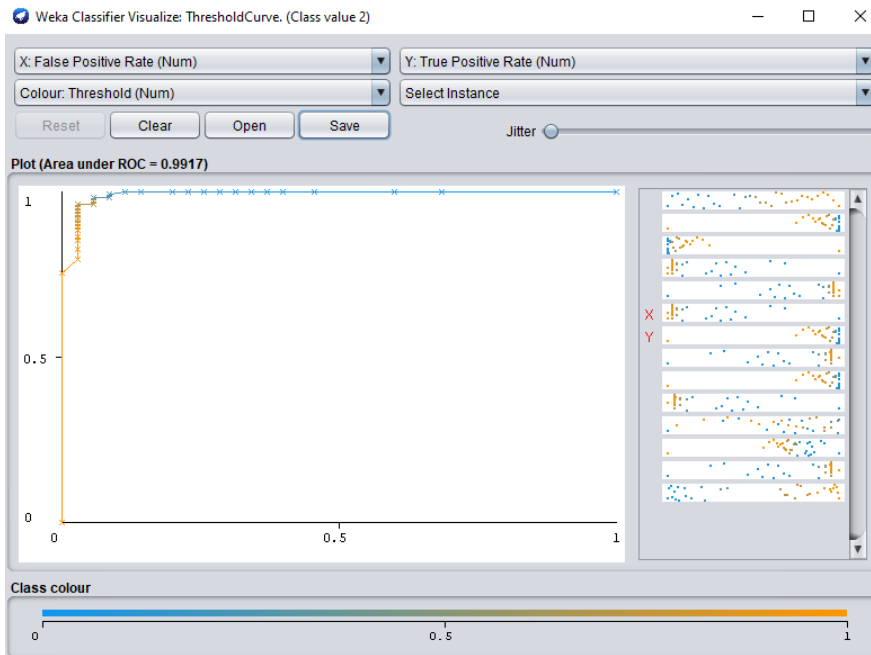 Weka Classifier Visualize: ThresholdCurve. (Class value 2)
X: False Positive Rate (Num) Y: True Positive Rate (Num)
Colour: Threshold (Num) Select Instance
Reset Clear Open Save Jitter
Plot (Area under ROC = 0.9917)
1
X
Y
0.5
0
0 0.5 1
Class colour
0 0.5 1